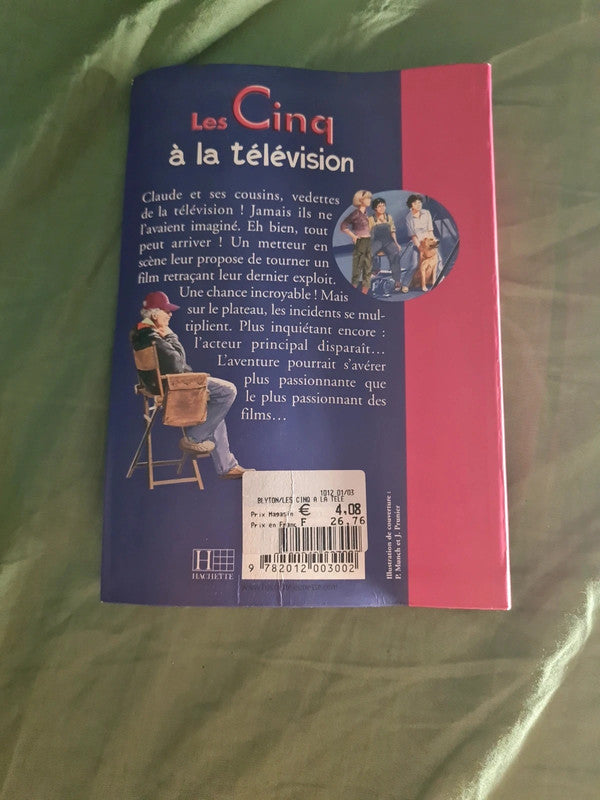 Les Cinq
à la télévision
Claude et ses cousins, vedettes
de la télévision ! Jamais ils ne
l'avaient imaginé. Eh bien, tout
peut arriver ! Un metteur en
scène leur propose de tourner un
film retraçant leur dernier exploit.
Une chance incroyable ! Mais
sur le plateau, les incidents se mul-
tiplient. Plus inquiétant encore :
l'acteur principal disparaît...
L'aventure pourrait s'avérer
plus passionnante que
le plus passionnant des
films...
1012 01/03
BLYTON/LES CINQ A LA TELE
Prix Magasin € 4.08
Prix en Franc F 26,76
9 782012 003002
H
HACHETTE
Illustration de couverture :
P. Munch et J. Prunier